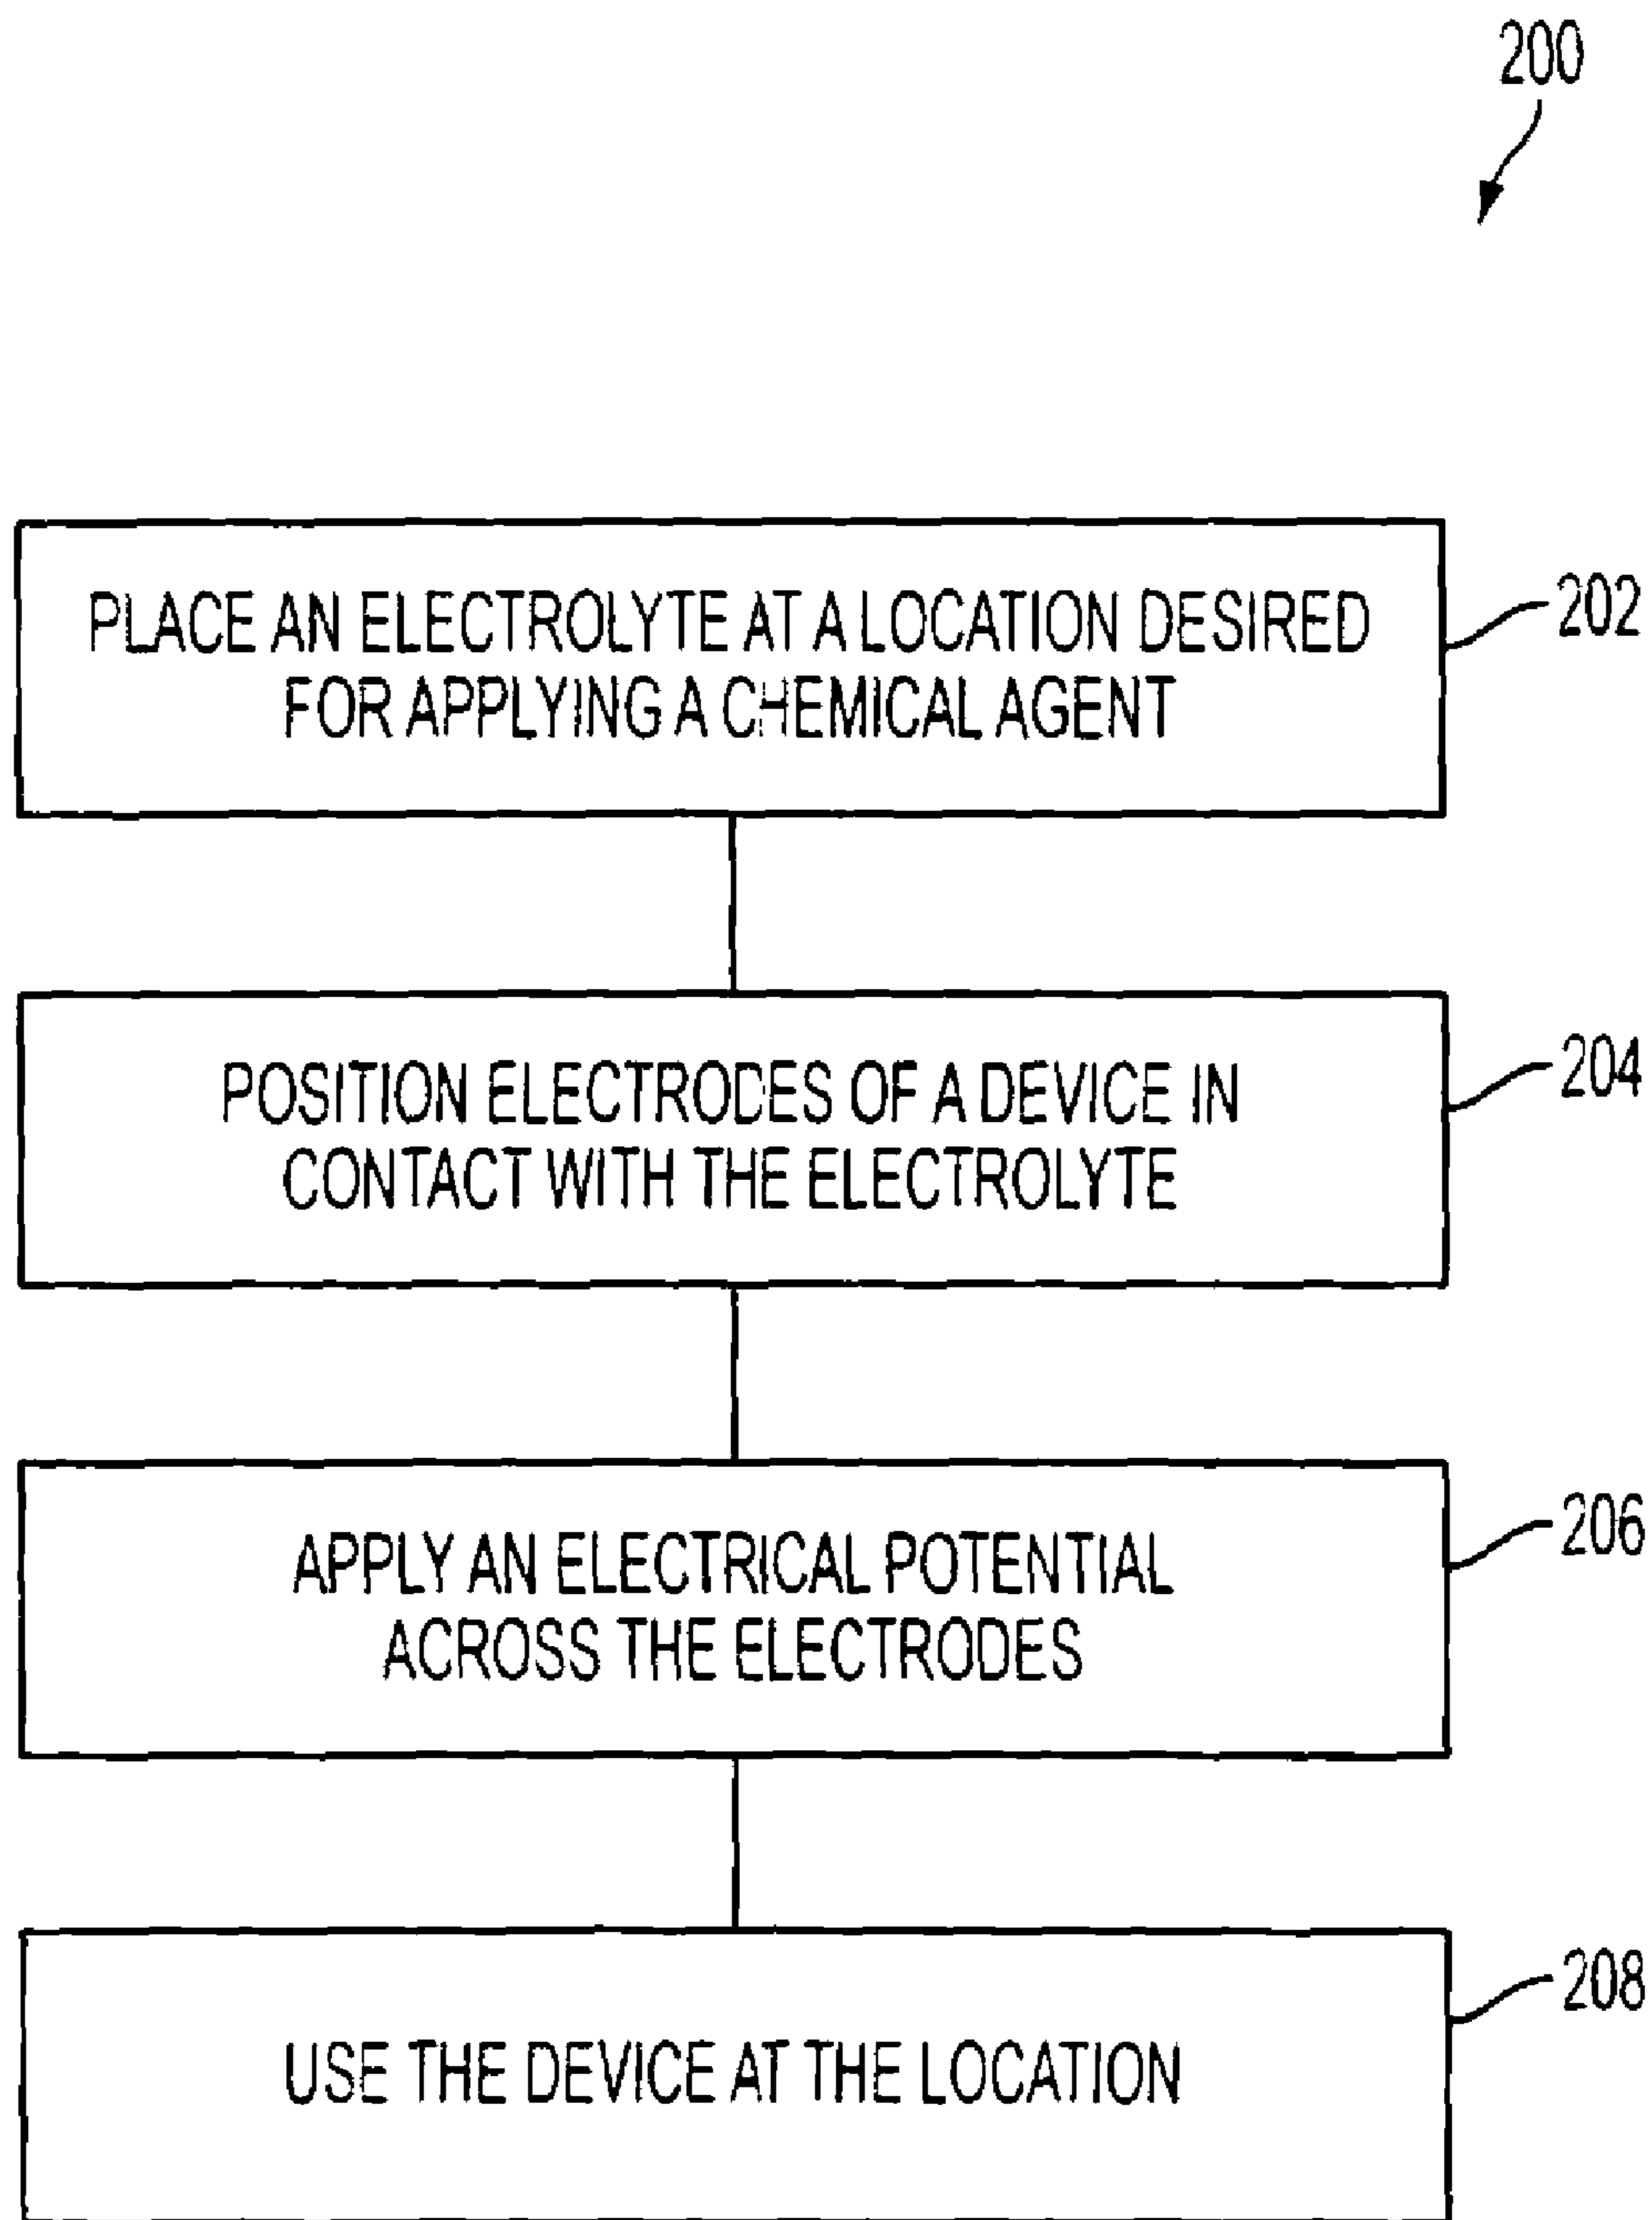 200
PLACE AN ELECTROLYTE AT A LOCATION DESIRED
FOR APPLYING A CHEMICAL AGENT
202
POSITION ELECTRODES OF A DEVICE IN
CONTACT WITH THE ELECTROLYTE
204
APPLY AN ELECTRICAL POTENTIAL
ACROSS THE ELECTRODES
206
USE THE DEVICE AT THE LOCATION
208